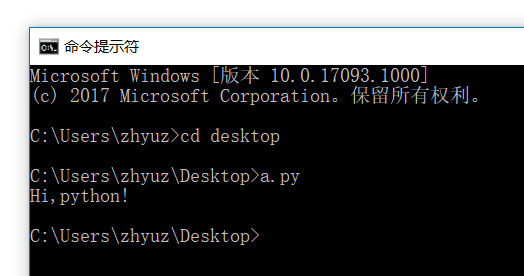 命令提示符
Microsoft Windows [版本 10.0.17093.1000]
(c) 2017 Microsoft Corporation。保留所有权利。
C:\Users\zhyuz>cd desktop
C:\Users\zhyuz\Desktop>a.py
Hi,python!
C:\Users\zhyuz\Desktop>